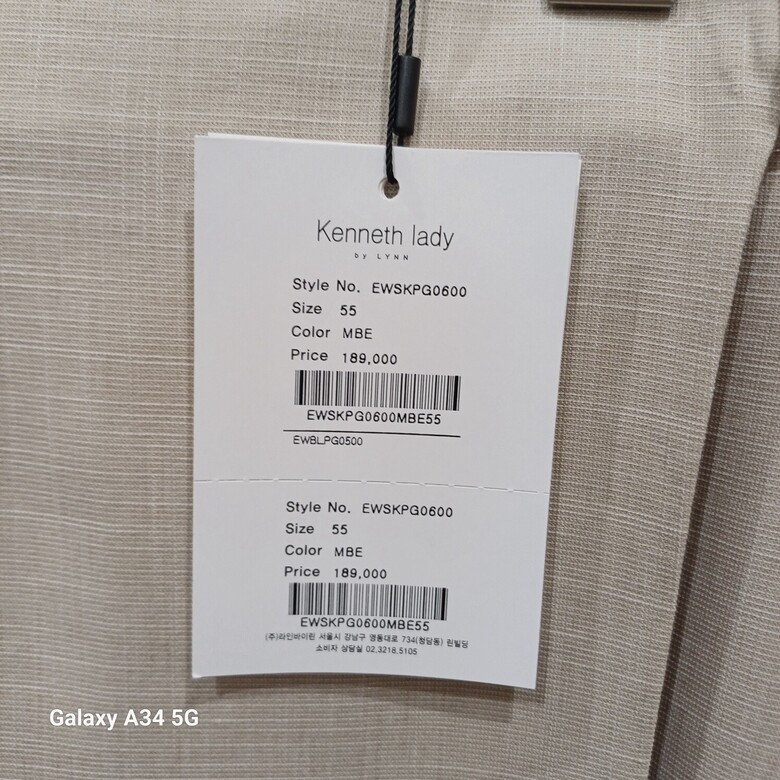 Kenneth lady
by LYNN
Style No. EWSKPG0600
Size 55
Color MBE
Price 189,000
EWSKPG0600MBE55
EWBLPG0500
Style No. EWSKPG0600
Size 55
Color MBE
Price 189,000
EWSKPG0600MBE55
(주)라인바이린 서울시 강남구 영동대로 734(청담동) 린빌딩
소비자 상담실 02.3218.5105
Galaxy A34 5G